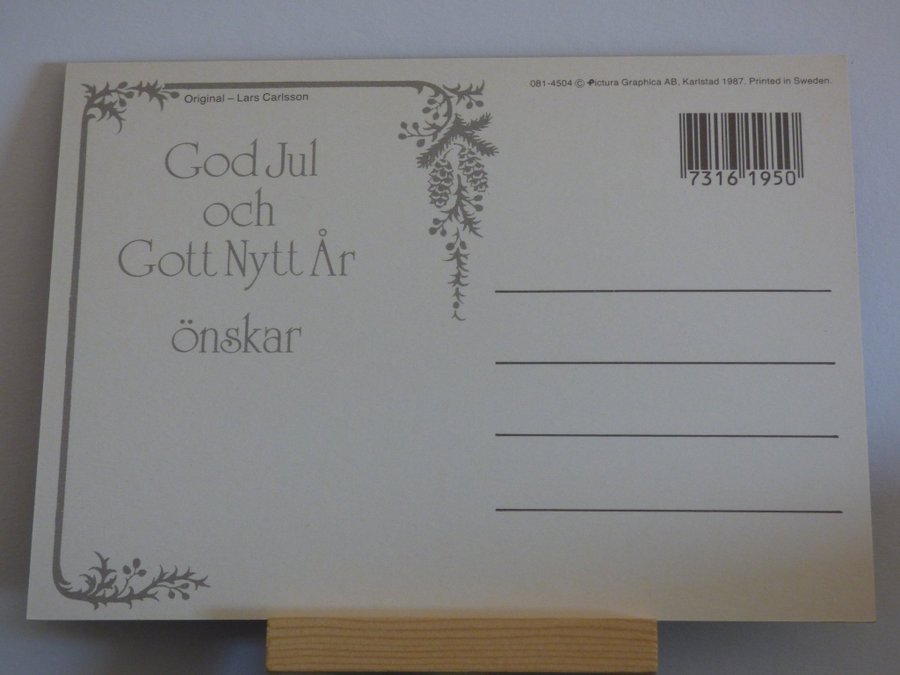 Original – Lars Carlsson
God Jul
och
Gott Nytt År
önskar
081-4504 © Pictura Graphica AB, Karlstad 1987. Printed in Sweden.
7316 1950